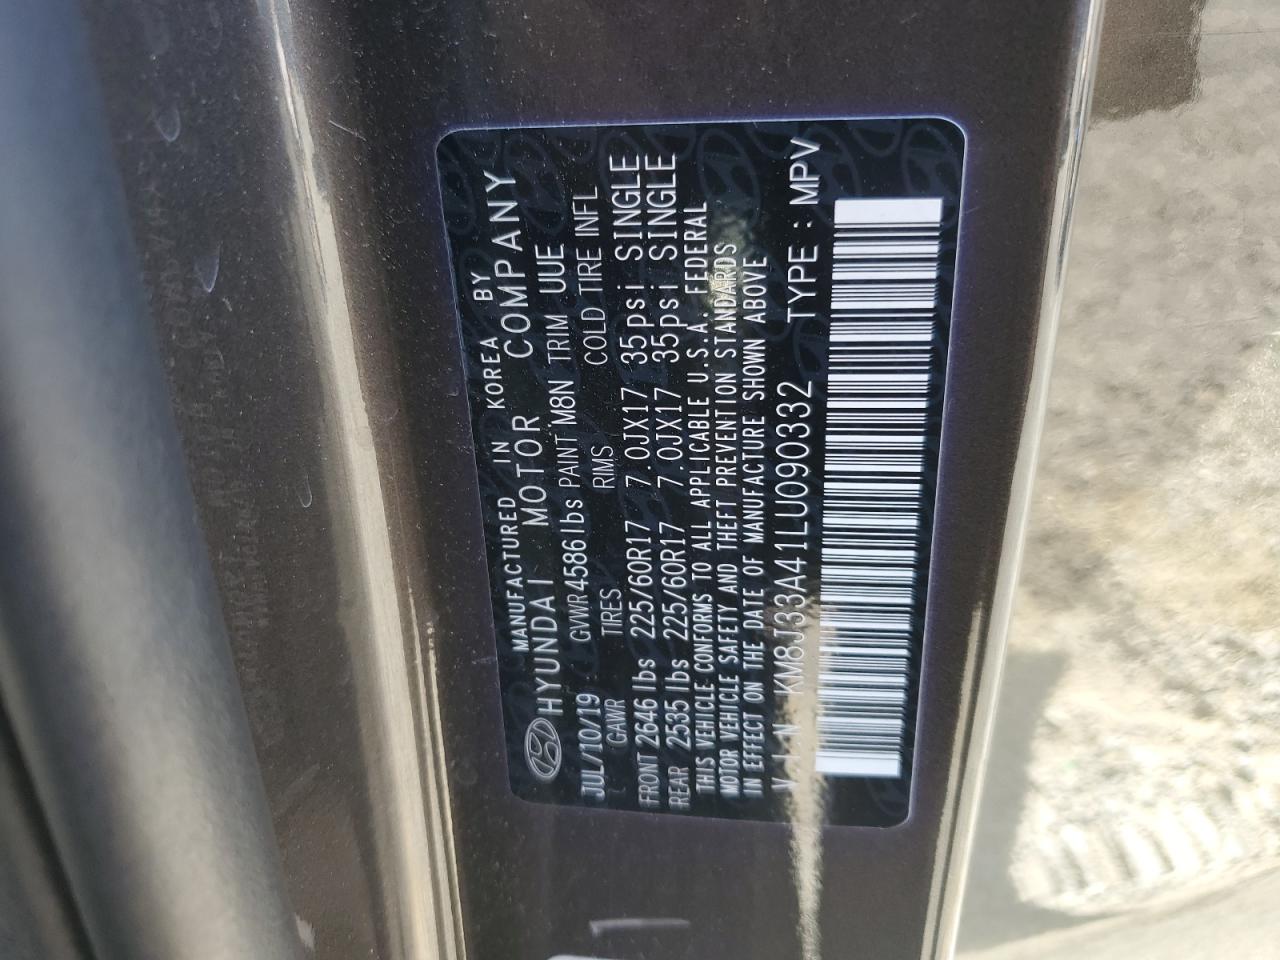 MANUFACTURED IN KOREA BY
HYUNDAI MOTOR COMPANY
JUL/10/19 GVWR 4586 lbs PAINT M8N TRIM UUE
GAWR TIRES RIMS COLD TIRE INFL
FRONT 2646 lbs 225/60R17 7.0JX17 35psi SINGLE
REAR 2535 lbs 225/60R17 7.0JX17 35psi SINGLE
THIS VEHICLE CONFORMS TO ALL APPLICABLE U.S.A. FEDERAL
MOTOR VEHICLE SAFETY AND THEFT PREVENTION STANDARDS
IN EFFECT ON THE DATE OF MANUFACTURE SHOWN ABOVE
V.I.N. KM8J33A41LU090332 TYPE : MPV